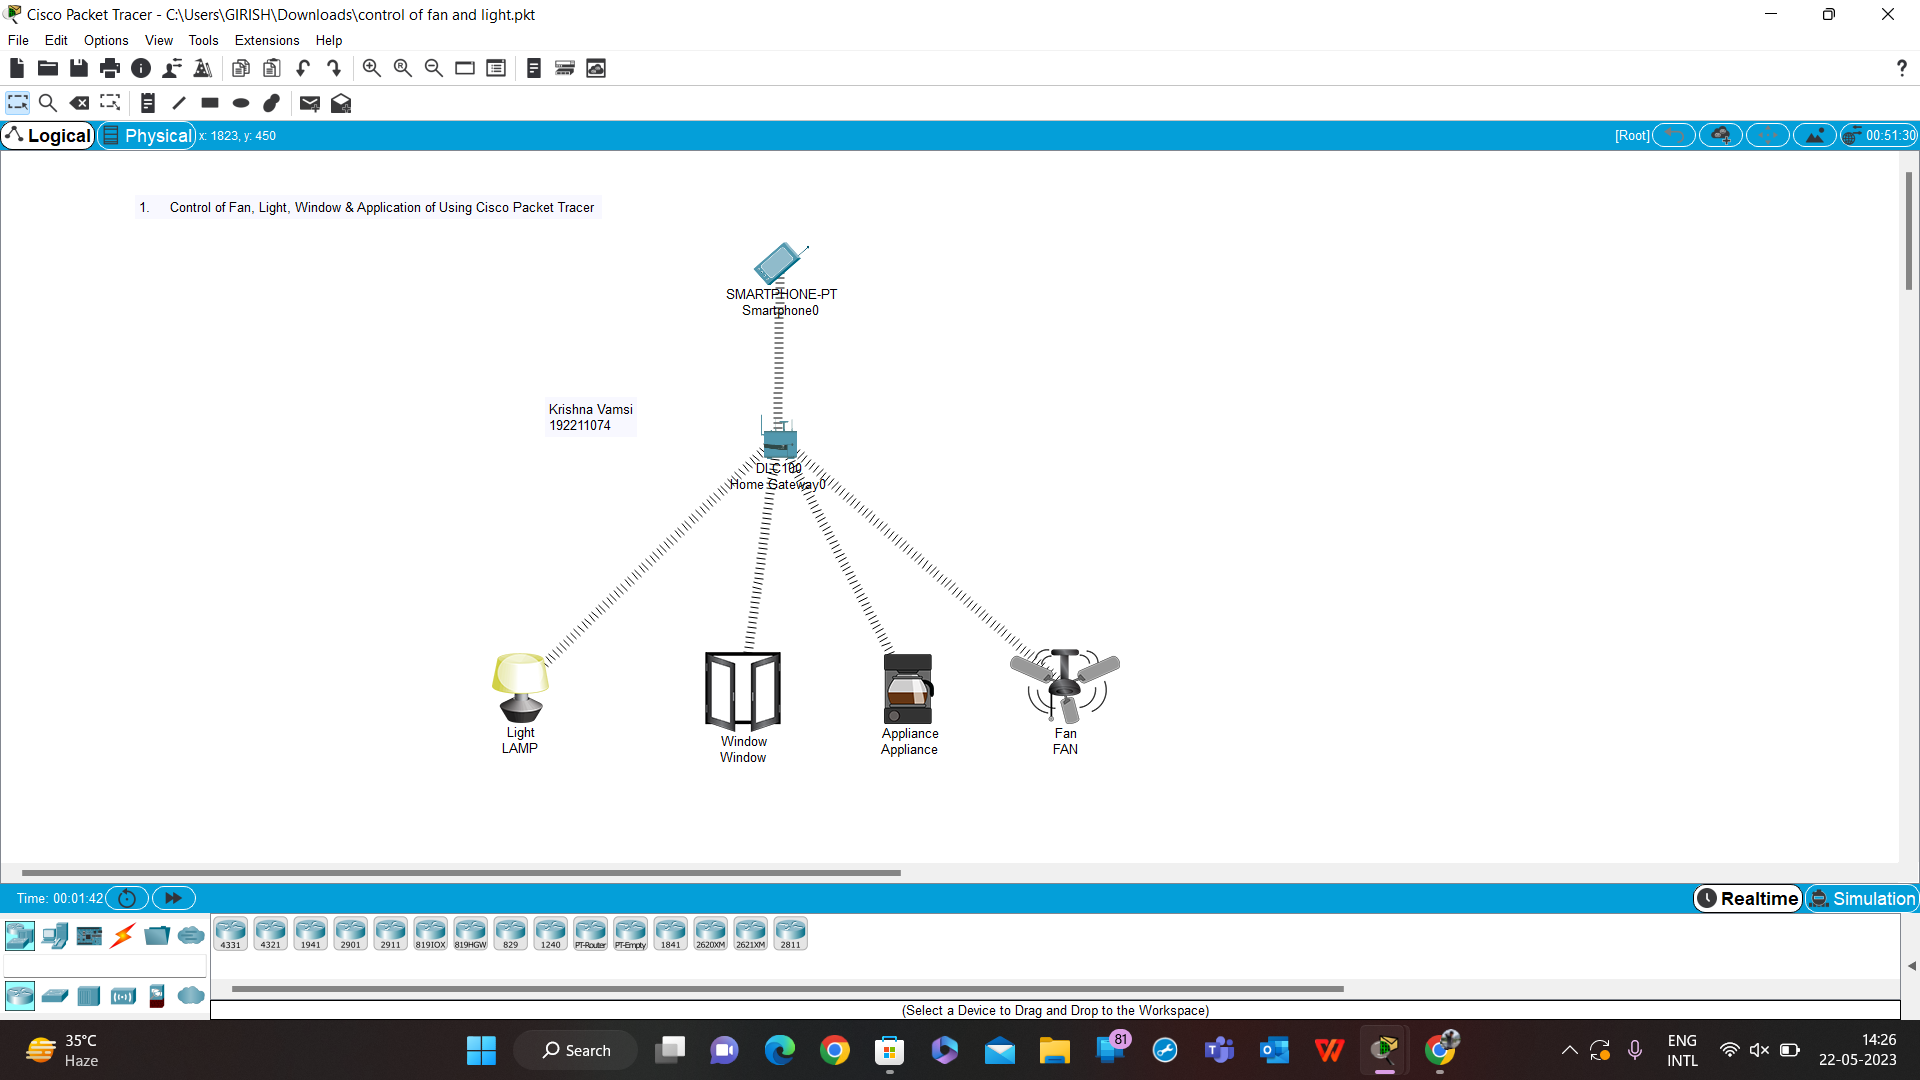 Cisco Packet Tracer - C:\Users\GIRISH\Downloads\control of fan and light.pkt
File Edit Options View Tools Extensions Help
?
Logical Physical x: 1823, y: 450 [Root] 00:51:30
1. Control of Fan, Light, Window & Application of Using Cisco Packet Tracer
SMARTPHONE-PT
Smartphone0
Krishna Vamsi
192211074
DLC100
Home Gateway0
Light
LAMP
Window
Window
Appliance
Appliance
Fan
FAN
Time: 00:01:42 Realtime Simulation
4331 4321 1941 2901 2911 819IOX 819HGW 829 1240 PT-Router PT-Empty 1841 2620XM 2621XM 2811
(Select a Device to Drag and Drop to the Workspace)
35°C
Haze
Search
81
ENG
INTL
14:26
22-05-2023